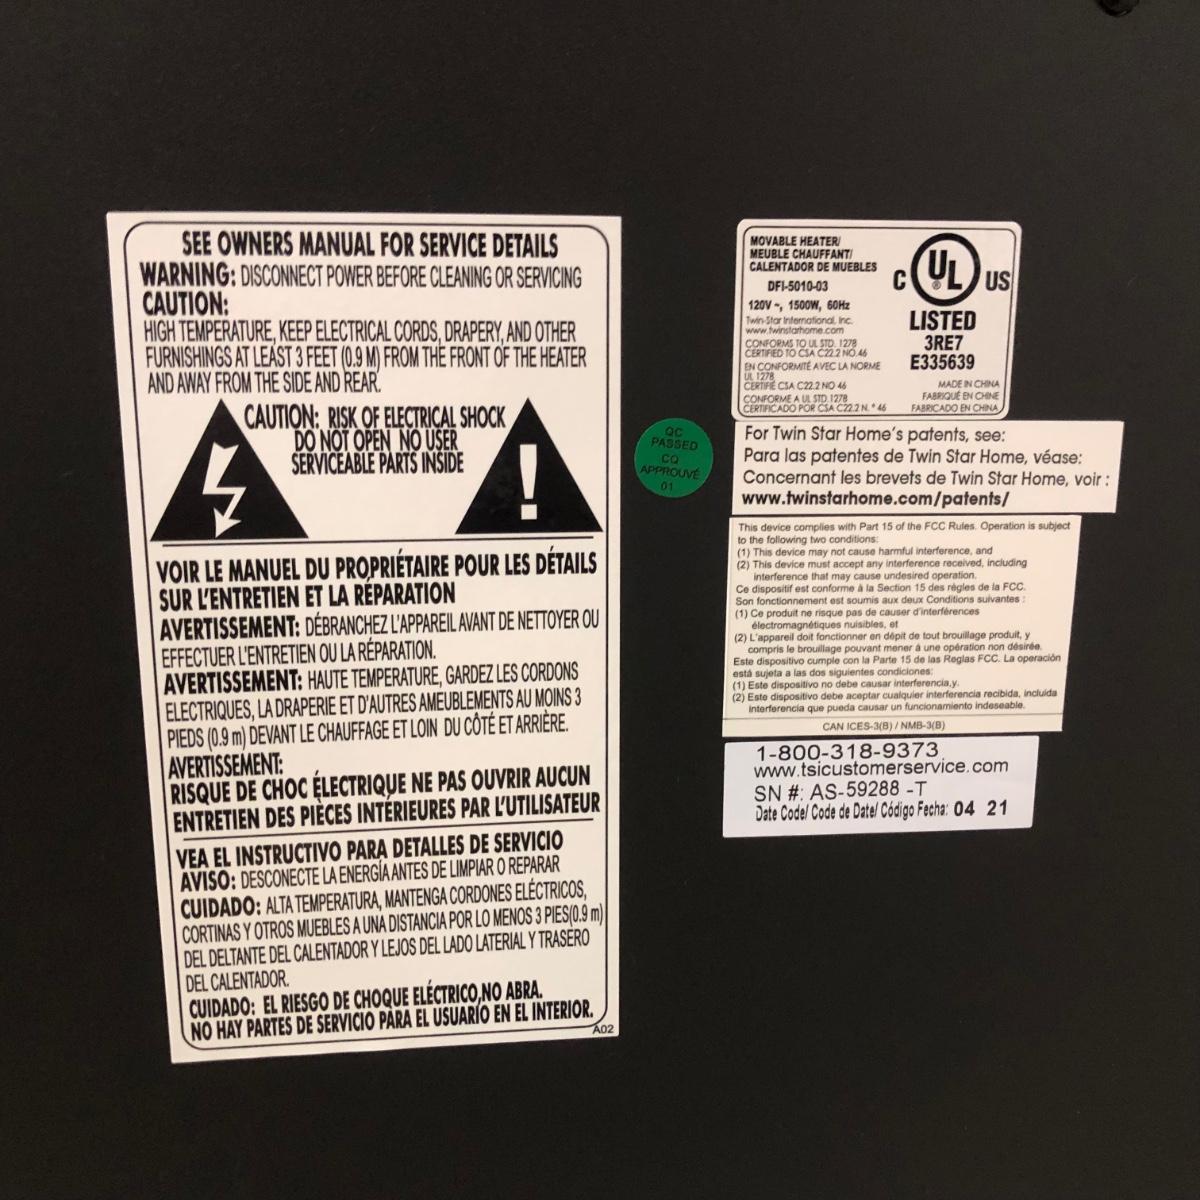 SEE OWNERS MANUAL FOR SERVICE DETAILS
WARNING: DISCONNECT POWER BEFORE CLEANING OR SERVICING
CAUTION:
HIGH TEMPERATURE, KEEP ELECTRICAL CORDS, DRAPERY, AND OTHER
FURNISHINGS AT LEAST 3 FEET (0.9 M) FROM THE FRONT OF THE HEATER
AND AWAY FROM THE SIDE AND REAR.
CAUTION: RISK OF ELECTRICAL SHOCK
DO NOT OPEN NO USER
SERVICEABLE PARTS INSIDE
!
VOIR LE MANUEL DU PROPRIÉTAIRE POUR LES DÉTAILS
SUR L'ENTRETIEN ET LA RÉPARATION
AVERTISSEMENT: DÉBRANCHEZ L'APPAREIL AVANT DE NETTOYER OU
EFFECTUER L'ENTRETIEN OU LA RÉPARATION.
AVERTISSEMENT: HAUTE TEMPERATURE, GARDEZ LES CORDONS
ELECTRIQUES, LA DRAPERIE ET D'AUTRES AMEUBLEMENTS AU MOINS 3
PIEDS (0.9 m) DEVANT LE CHAUFFAGE ET LOIN DU CÔTÉ ET ARRIÈRE.
AVERTISSEMENT:
RISQUE DE CHOC ÉLECTRIQUE NE PAS OUVRIR AUCUN
ENTRETIEN DES PIÈCES INTÉRIEURES PAR L'UTILISATEUR
VEA EL INSTRUCTIVO PARA DETALLES DE SERVICIO
AVISO: DESCONECTE LA ENERGÍA ANTES DE LIMPIAR O REPARAR
CUIDADO: ALTA TEMPERATURA, MANTENGA CORDONES ELÉCTRICOS,
CORTINAS Y OTROS MUEBLES A UNA DISTANCIA POR LO MENOS 3 PIES(0.9 m)
DEL DELTANTE DEL CALENTADOR Y LEJOS DEL LADO LATERIAL Y TRASERO
DEL CALENTADOR.
CUIDADO: EL RIESGO DE CHOQUE ELÉCTRICO,NO ABRA.
NO HAY PARTES DE SERVICIO PARA EL USUARIO EN EL INTERIOR.
A02
QC
PASSED
CQ
APPROUVÉ
01
MOVABLE HEATER/
MEUBLE CHAUFFANT/
CALENTADOR DE MUEBLES
DFI-5010-03
120V ~, 1500W, 60Hz
Twin-Star International, Inc.
www.twinstarhome.com
CONFORMS TO UL STD. 1278
CERTIFIED TO CSA C22.2 NO.46
EN CONFORMITÉ AVEC LA NORME
UL 1278
CERTIFIÉ CSA C22.2 NO 46
CONFORME A UL STD.1278
CERTIFICADO POR CSA C22.2 N. ° 46
C UL ® US
LISTED
3RE7
E335639
MADE IN CHINA
FABRIQUÉ EN CHINE
FABRICADO EN CHINA
For Twin Star Home's patents, see:
Para las patentes de Twin Star Home, véase:
Concernant les brevets de Twin Star Home, voir :
www.twinstarhome.com/patents/
This device complies with Part 15 of the FCC Rules. Operation is subject
to the following two conditions:
(1) This device may not cause harmful interference, and
(2) This device must accept any interference received, including
interference that may cause undesired operation.
Ce dispositif est conforme à la Section 15 des règles de la FCC.
Son fonctionnement est soumis aux deux Conditions suivantes :
(1) Ce produit ne risque pas de causer d'interférences
électromagnétiques nuisibles, et
(2) L'appareil doit fonctionner en dépit de tout brouillage produit, y
compris le brouillage pouvant mener à une opération non désirée.
Este dispositivo cumple con la Parte 15 de las Reglas FCC. La operación
está sujeta a las dos siguientes condiciones:
(1) Este dispositivo no debe causar interferencia,y.
(2) Este dispositivo debe aceptar cualquier interferencia recibida, incluida
interferencia que pueda causar un funcionamiento indeseable.
CAN ICES-3(B) / NMB-3(B)
1-800-318-9373
www.tsicustomerservice.com
SN #: AS-59288 -T
Date Code/ Code de Date/ Código Fecha: 04 21